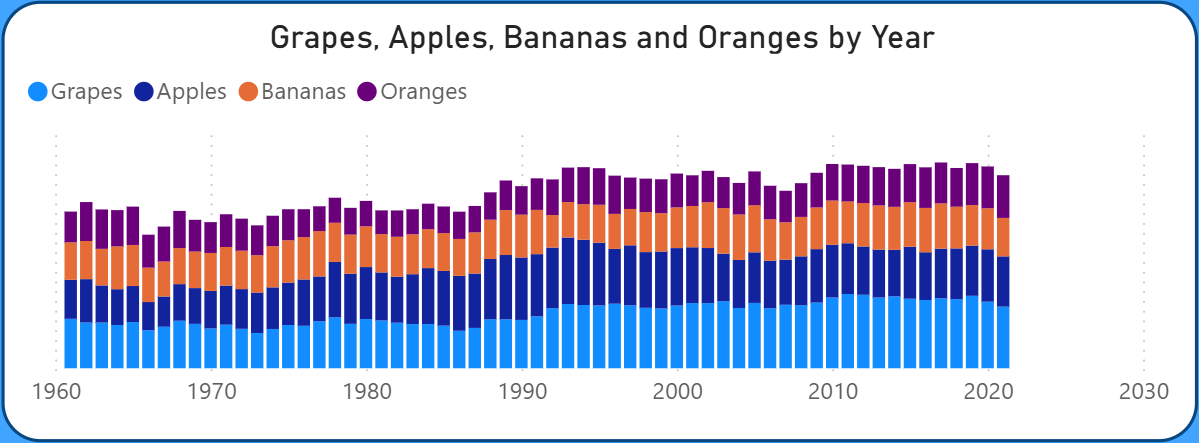 Grapes, Apples, Bananas and Oranges by Year
Grapes Apples Bananas Oranges
1960 1970 1980 1990 2000 2010 2020 2030